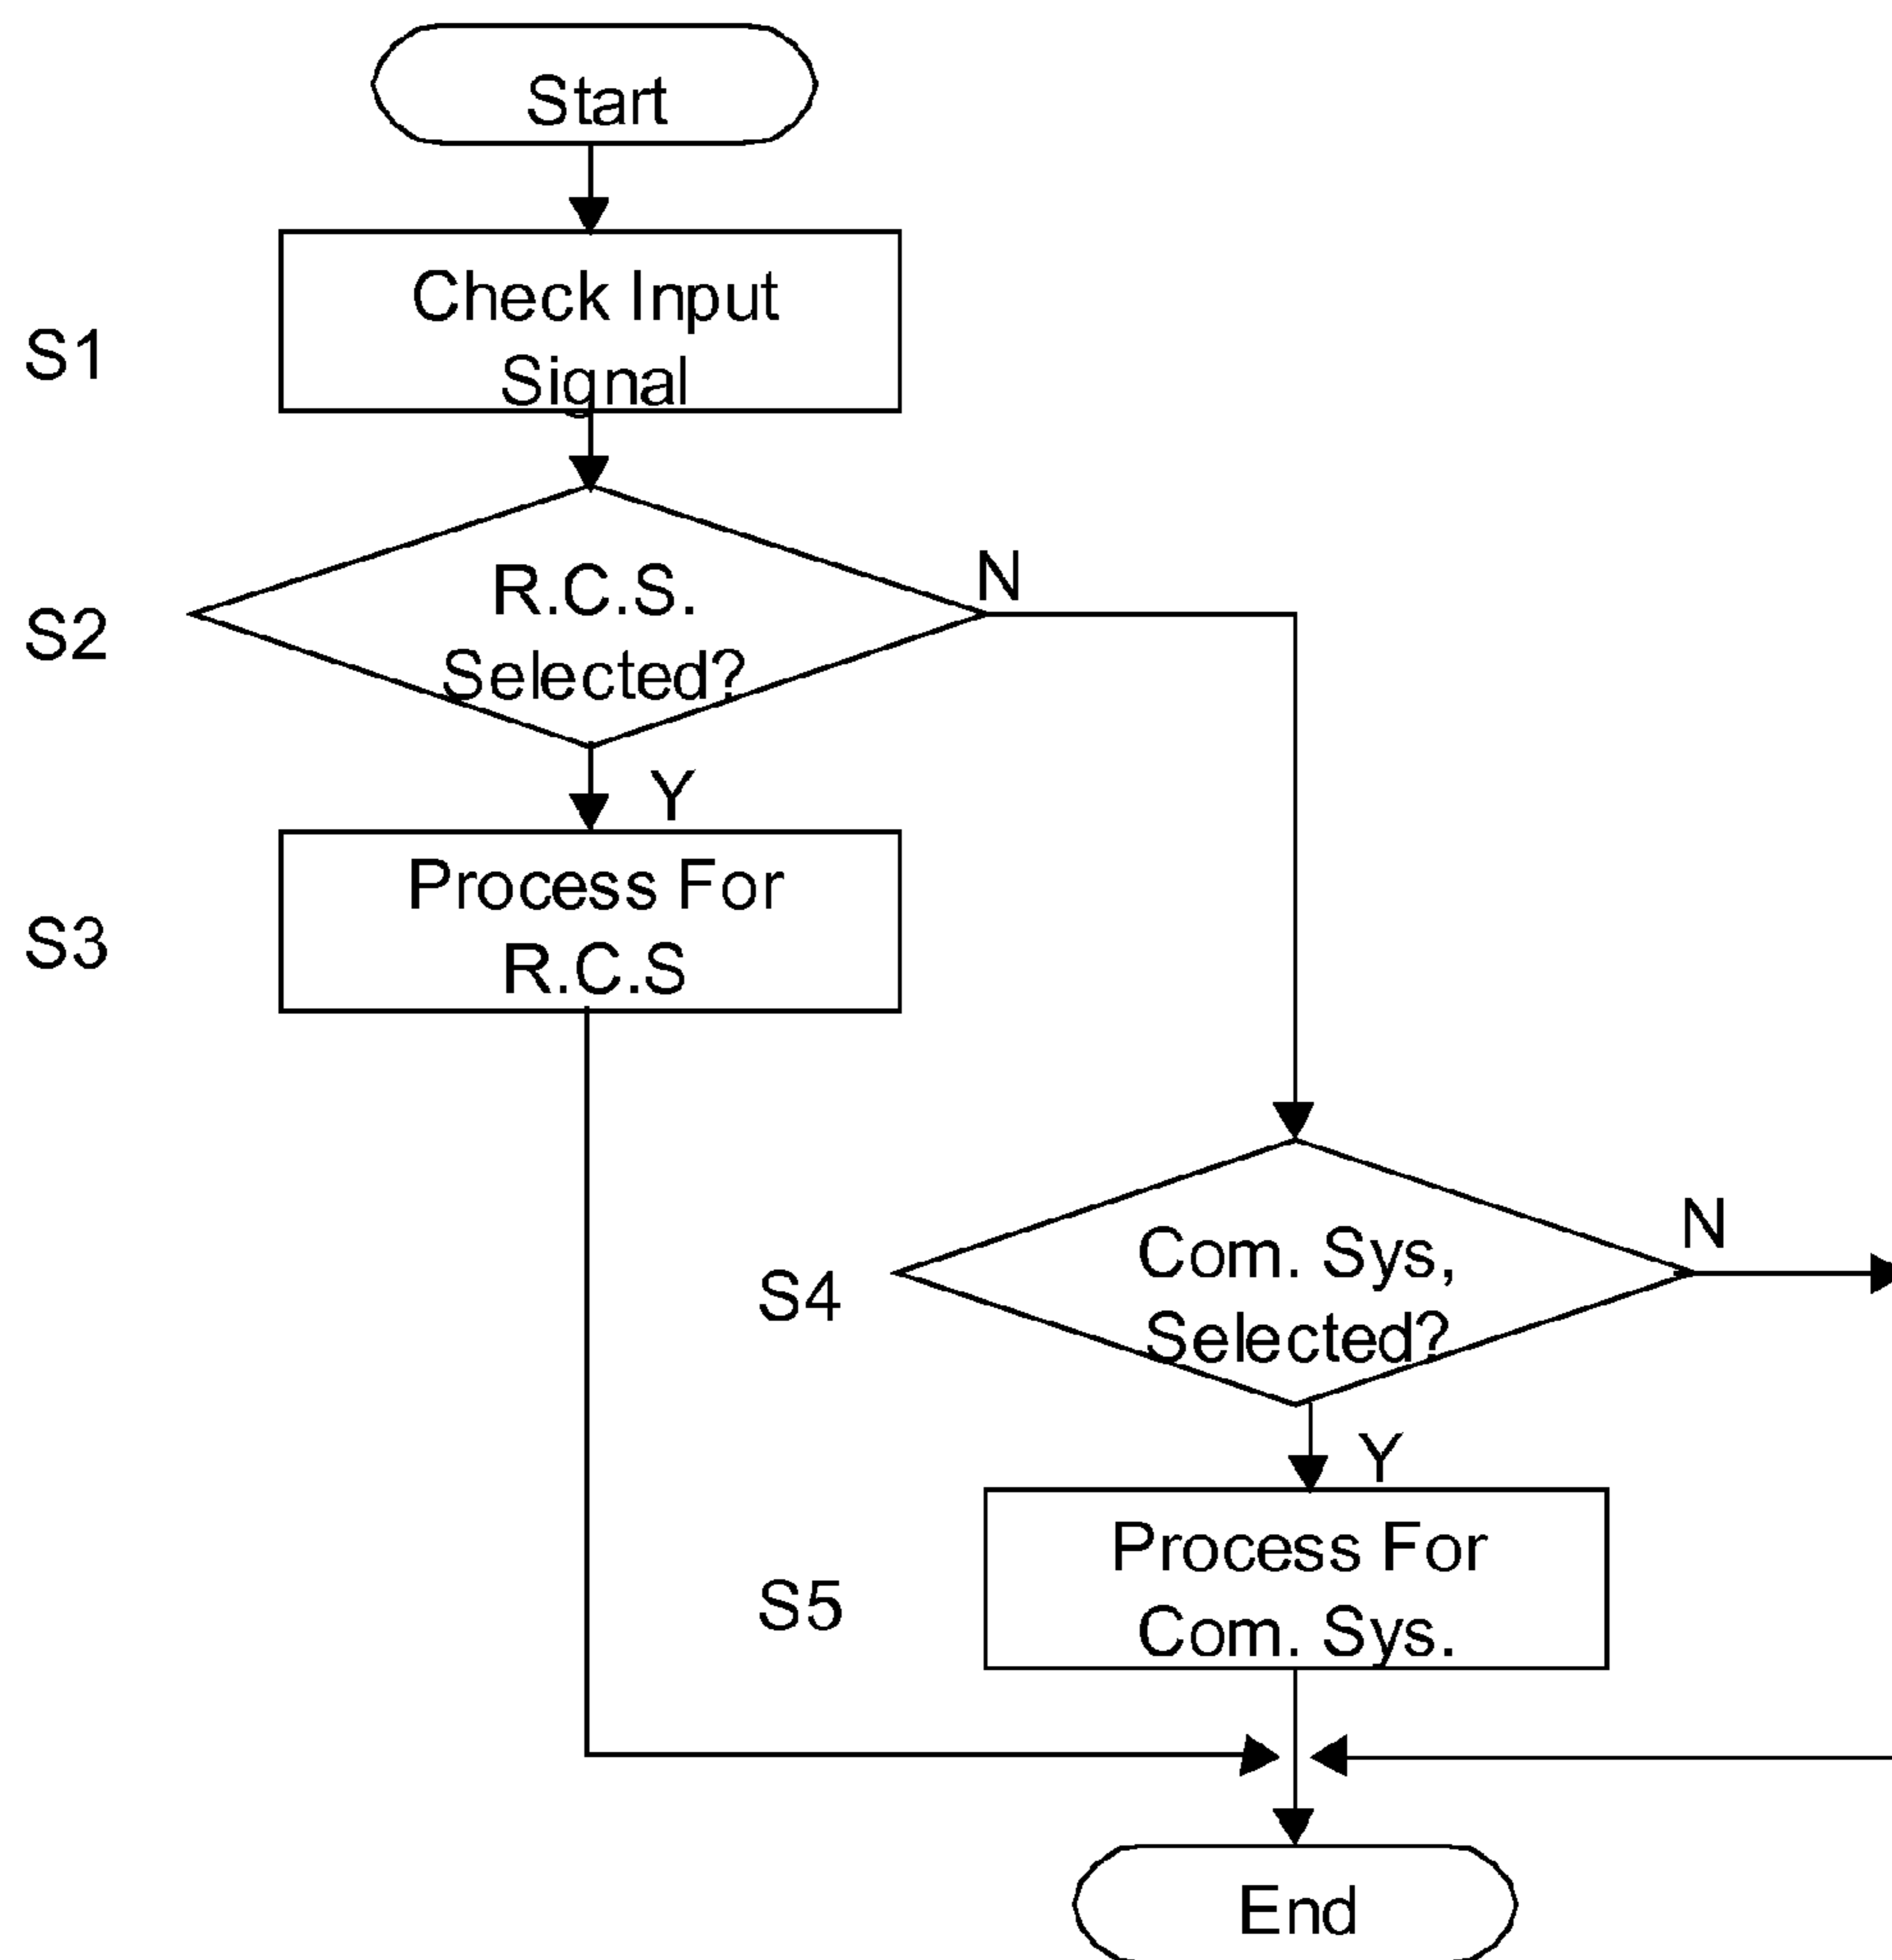 Start
Check Input
Signal
S1
N
R.C.S.
S2
Selected?
Y
Process For
S3
R.C.S
N
Com. Sys,
S4
Selected?
Y
Process For
S5
Com. Sys.
End